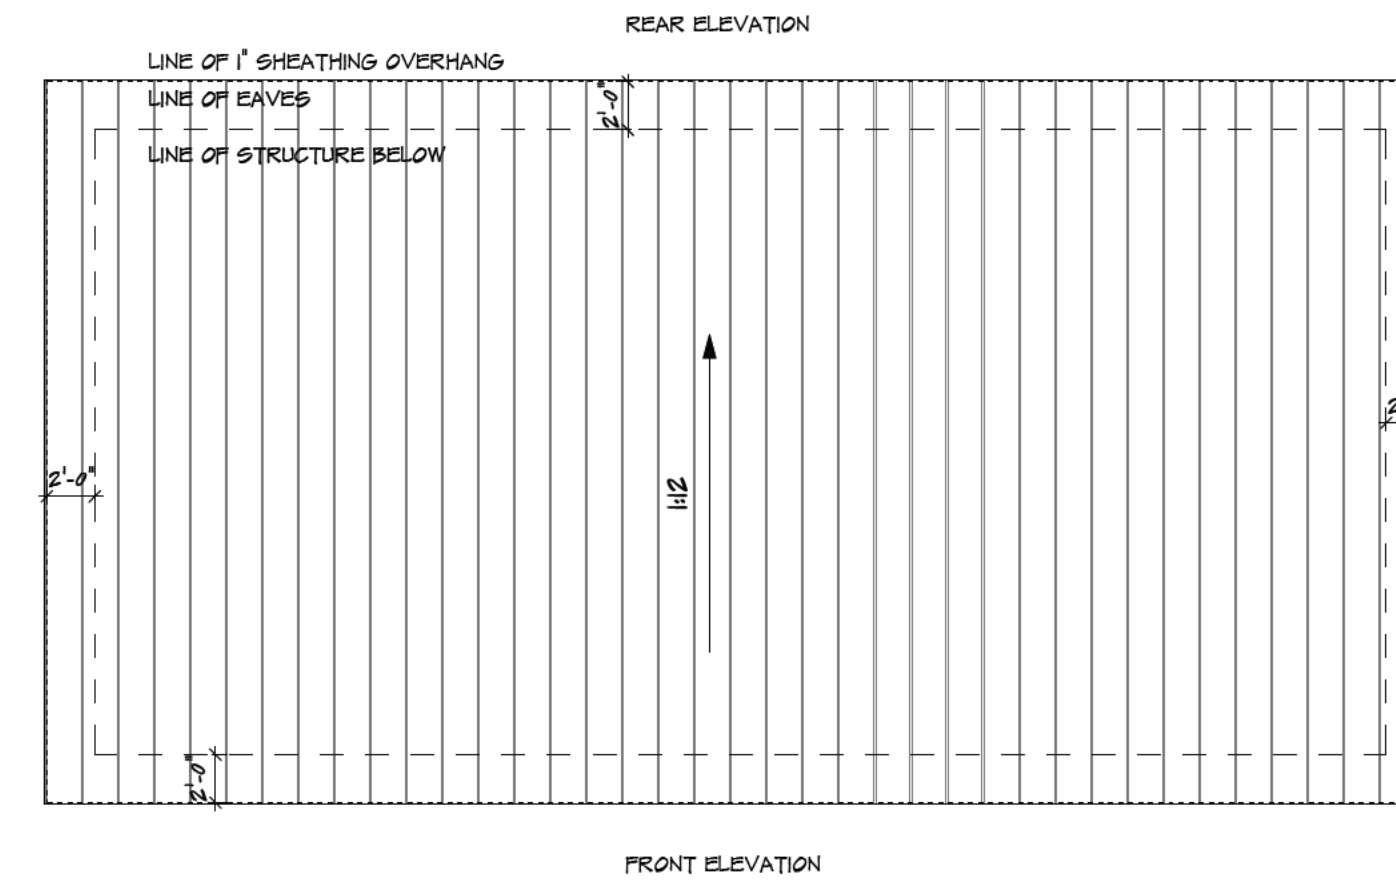 REAR ELEVATION
LINE OF 1" SHEATHING OVERHANG
LINE OF EAVES
2'-0"
LINE OF STRUCTURE BELOW
2
2'-0"
1:12
2'-0"
FRONT ELEVATION